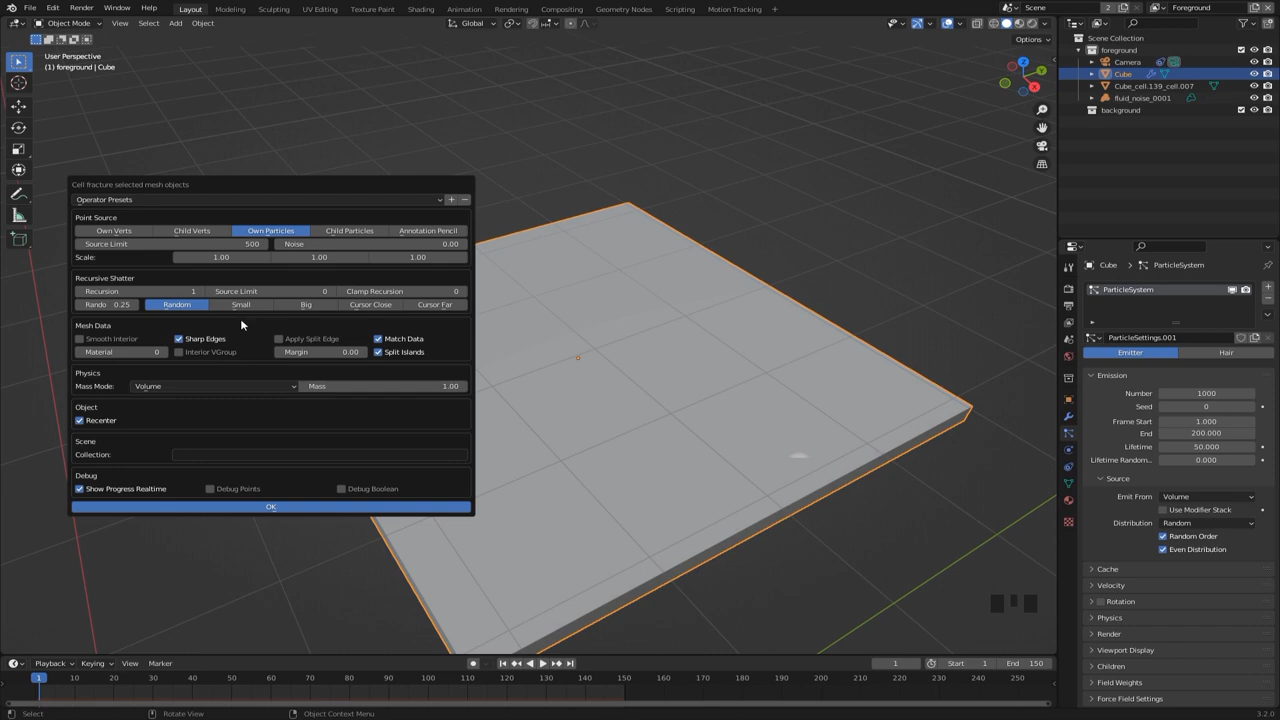 File Edit Render Window Help Layout Modeling Sculpting UV Editing Texture Paint Shading Animation Rendering Compositing Geometry Nodes Scripting Motion Tracking + Scene 2 Foreground
Object Mode View Select Add Object Global
Options
User Perspective
(1) foreground | Cube
Scene Collection
foreground
Camera
Cube
Cube_cell.139_cell.007
fluid_noise_0001
background
Cell fracture selected mesh objects
Operator Presets
Point Source
Own Verts Child Verts Own Particles Child Particles Annotation Pencil
Source Limit 500 Noise 0.00
Scale: 1.00 1.00 1.00
Recursive Shatter
Recursion 1 Source Limit 0 Clamp Recursion 0
Rando 0.25 Random Small Big Cursor Close Cursor Far
Mesh Data
Smooth Interior Sharp Edges Apply Split Edge Match Data
Material 0 Interior VGroup Margin 0.00 Split Islands
Physics
Mass Mode: Volume Mass 1.00
Object
Recenter
Scene
Collection:
Debug
Show Progress Realtime Debug Points Debug Boolean
OK
Cube ParticleSystem
ParticleSystem
ParticleSettings.001
Emitter Hair
Emission
Number 1000
Seed 0
Frame Start 1.000
End 200.000
Lifetime 50.000
Lifetime Random.. 0.000
Source
Emit From Volume
Use Modifier Stack
Distribution Random
Random Order
Even Distribution
Cache
Velocity
Rotation
Physics
Render
Viewport Display
Children
Field Weights
Force Field Settings
Playback Keying View Marker 1 Start 1 End 150
1 10 20 30 40 50 60 70 80 90 100 110 120 130 140 150 160 170 180 190 200 210 220 230 240 250
Select Rotate View Object Context Menu 3.2.0